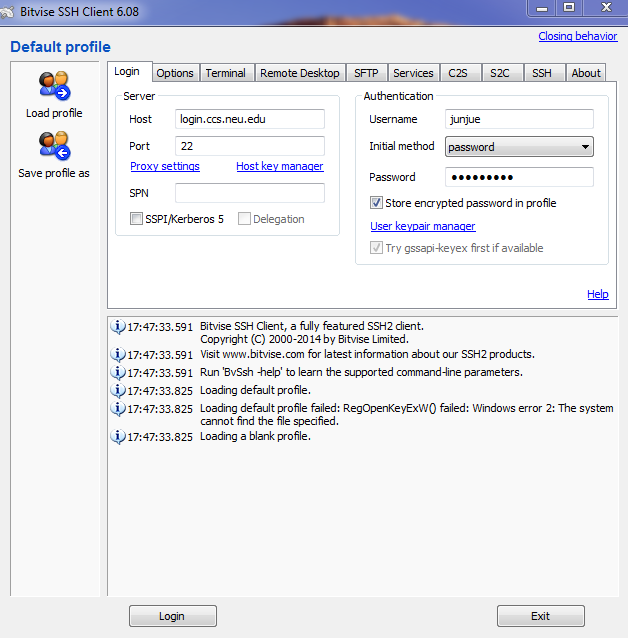 Bitvise SSH Client 6.08
Default profile
Closing behavior
Load profile
Save profile as
Login Options Terminal Remote Desktop SFTP Services C2S S2C SSH About
Server
Host login.ccs.neu.edu
Port 22
Proxy settings Host key manager
SPN
SSPI/Kerberos 5 Delegation
Authentication
Username junjue
Initial method password
Password •••••••••
Store encrypted password in profile
User keypair manager
Try gssapi-keyex first if available
Help
17:47:33.591 Bitvise SSH Client, a fully featured SSH2 client.
Copyright (C) 2000-2014 by Bitvise Limited.
17:47:33.591 Visit www.bitvise.com for latest information about our SSH2 products.
17:47:33.591 Run 'BvSsh -help' to learn the supported command-line parameters.
17:47:33.825 Loading default profile.
17:47:33.825 Loading default profile failed: RegOpenKeyExW() failed: Windows error 2: The system
cannot find the file specified.
17:47:33.825 Loading a blank profile.
Login Exit